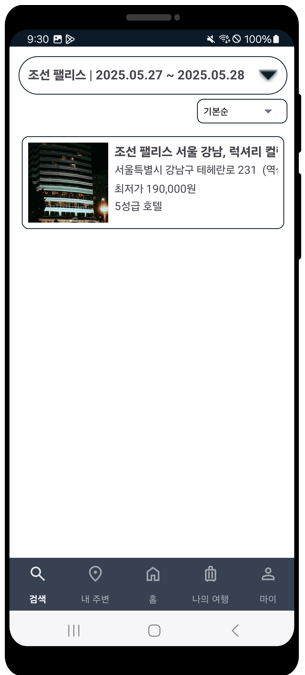 9:30 100%
조선 팰리스 | 2025.05.27 ~ 2025.05.28
기본순
조선 팰리스 서울 강남, 럭셔리 컬
서울특별시 강남구 테헤란로 231 (역
최저가 190,000원
5성급 호텔
검색 내 주변 홈 나의 여행 마이